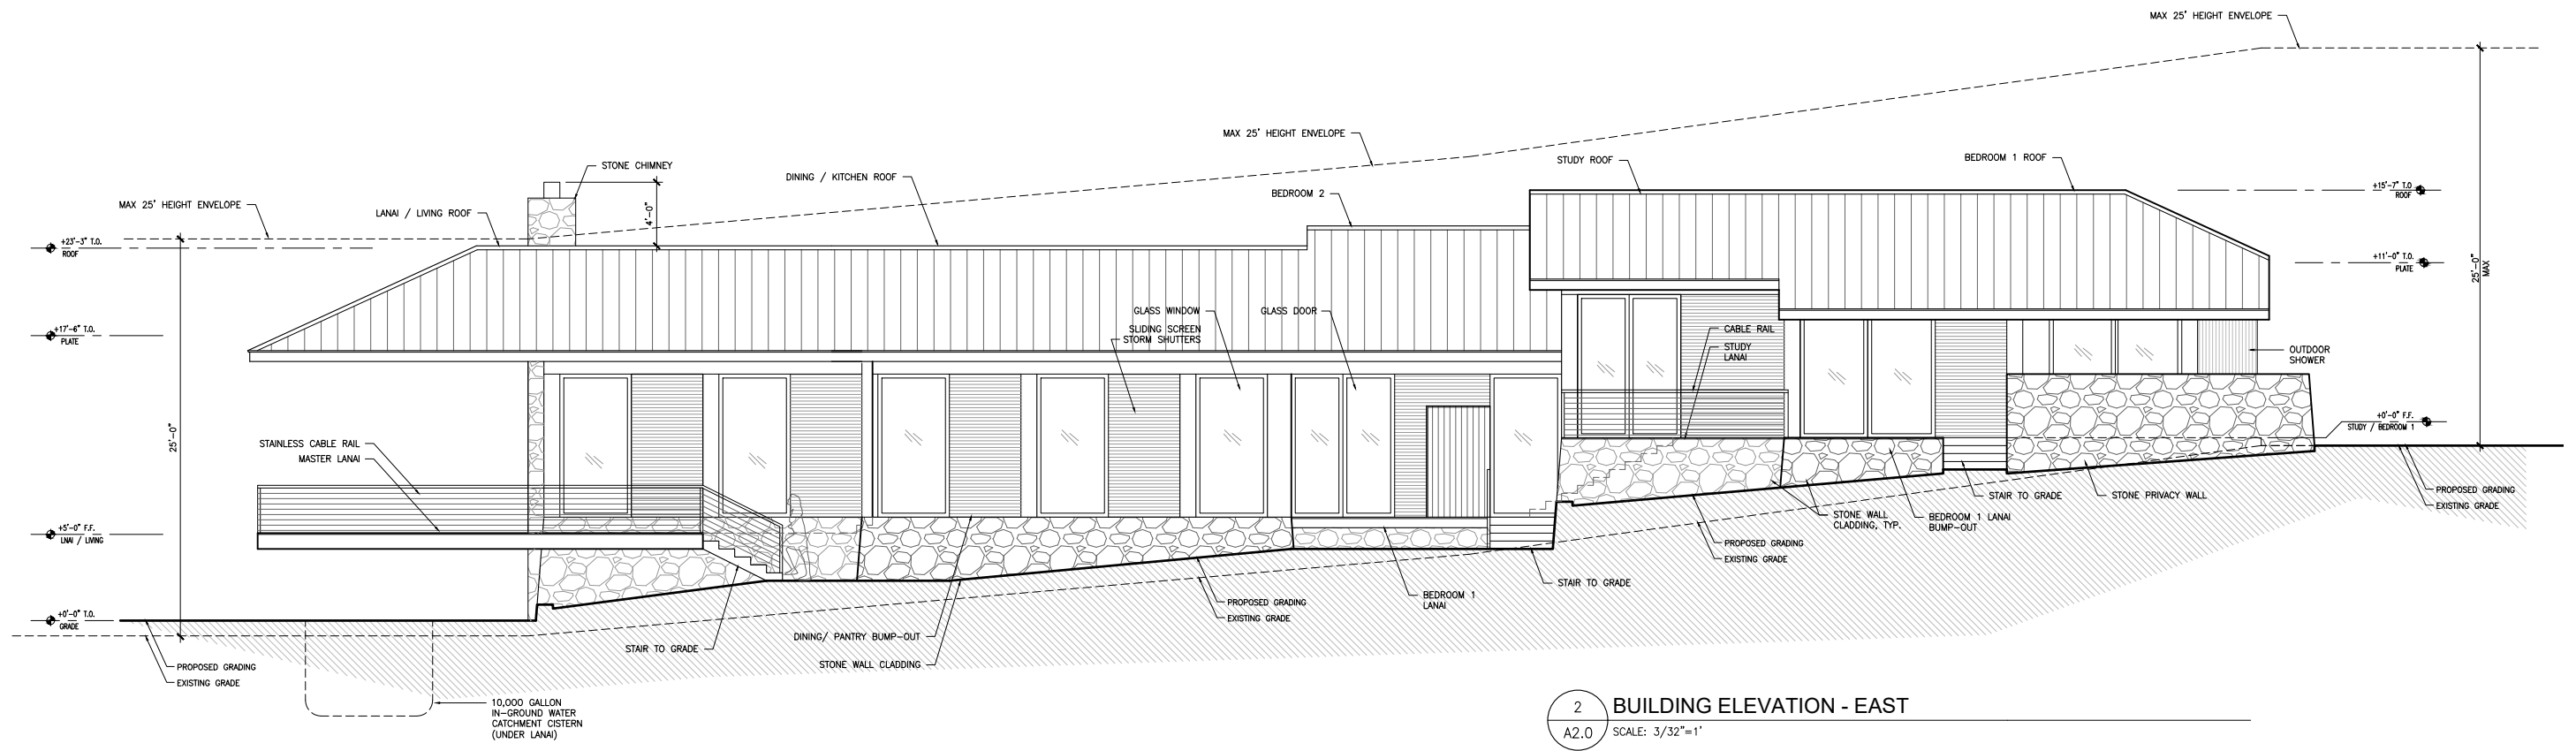 MAX 25' HEIGHT ENVELOPE
MAX 25' HEIGHT ENVELOPE
MAX 25' HEIGHT ENVELOPE
STONE CHIMNEY
DINING / KITCHEN ROOF
4'-0"
LANAI / LIVING ROOF
BEDROOM 2
STUDY ROOF
BEDROOM 1 ROOF
+15'-7" T.O
ROOF
+23'-3" T.O.
ROOF
+11'-0" T.O.
PLATE
25'-0"
MAX
+17'-6" T.O.
PLATE
GLASS WINDOW
SLIDING SCREEN
STORM SHUTTERS
GLASS DOOR
CABLE RAIL
STUDY
LANAI
OUTDOOR
SHOWER
+0'-0" F.F.
STUDY / BEDROOM 1
25'-0"
STAINLESS CABLE RAIL
MASTER LANAI
+5'-0" F.F.
LNAI / LIVING
+0'-0" T.O.
GRADE
PROPOSED GRADING
EXISTING GRADE
STAIR TO GRADE
STONE PRIVACY WALL
STONE WALL
CLADDING, TYP.
BEDROOM 1 LANAI
BUMP-OUT
PROPOSED GRADING
EXISTING GRADE
STAIR TO GRADE
BEDROOM 1
LANAI
PROPOSED GRADING
EXISTING GRADE
DINING/ PANTRY BUMP-OUT
STAIR TO GRADE
STONE WALL CLADDING
PROPOSED GRADING
EXISTING GRADE
10,000 GALLON
IN-GROUND WATER
CATCHMENT CISTERN
(UNDER LANAI)
2
A2.0
BUILDING ELEVATION - EAST
SCALE: 3/32"=1'